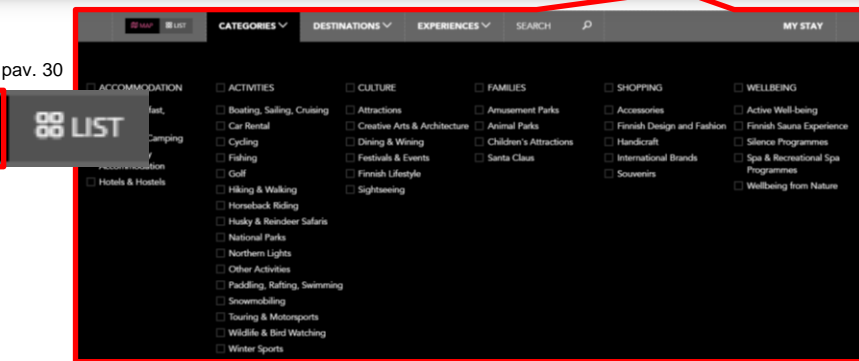 MAP LIST CATEGORIES DESTINATIONS EXPERIENCES SEARCH MY STAY
pav. 30
LIST
ACCOMMODATION
fast,
Camping
Accommodation
Hotels & Hostels
ACTIVITIES
Boating, Sailing, Cruising
Car Rental
Cycling
Fishing
Golf
Hiking & Walking
Horseback Riding
Husky & Reindeer Safaris
National Parks
Northern Lights
Other Activities
Paddling, Rafting, Swimming
Snowmobiling
Touring & Motorsports
Wildlife & Bird Watching
Winter Sports
CULTURE
Attractions
Creative Arts & Architecture
Dining & Wining
Festivals & Events
Finnish Lifestyle
Sightseeing
FAMILIES
Amusement Parks
Animal Parks
Children's Attractions
Santa Claus
SHOPPING
Accessories
Finnish Design and Fashion
Handicraft
International Brands
Souvenirs
WELLBEING
Active Well-being
Finnish Sauna Experience
Silence Programmes
Spa & Recreational Spa
Programmes
Wellbeing from Nature